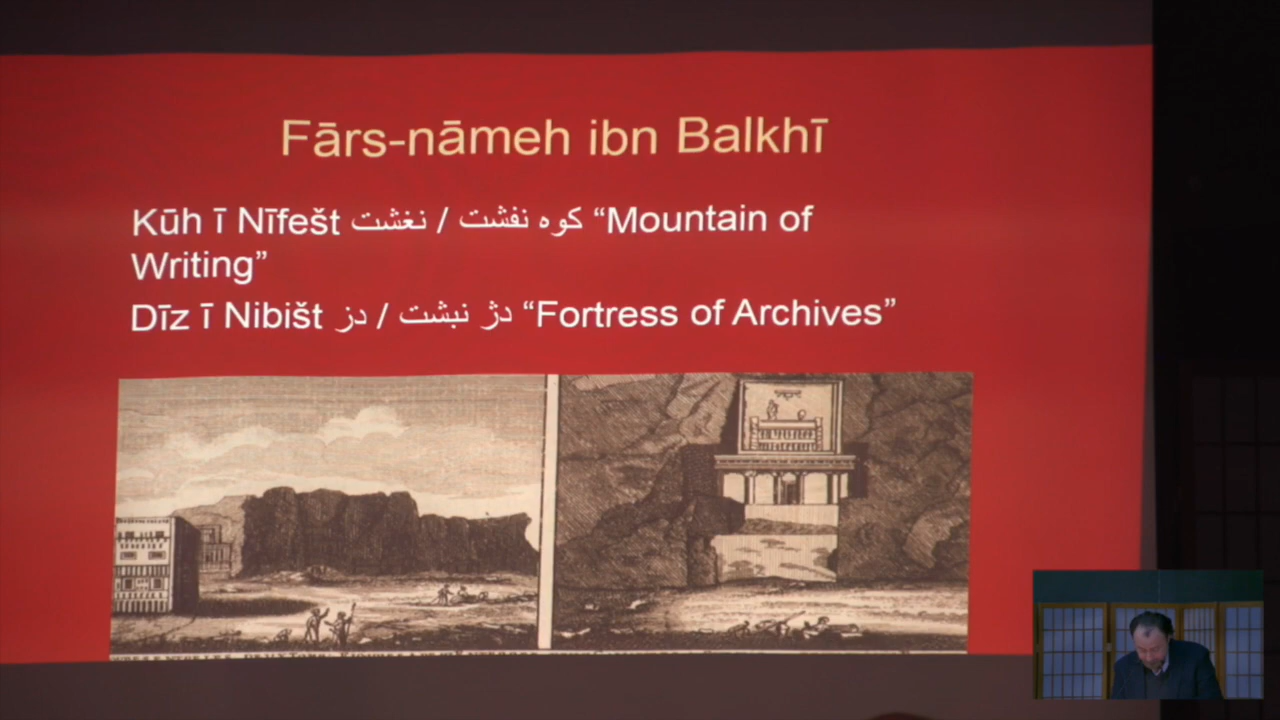 Fārs-nāmeh ibn Balkhī
Kūh ī Nīfešt کوه نفشت / نغشت “Mountain of
Writing”
Dīz ī Nibišt دژ نبشت / دز “Fortress of Archives”